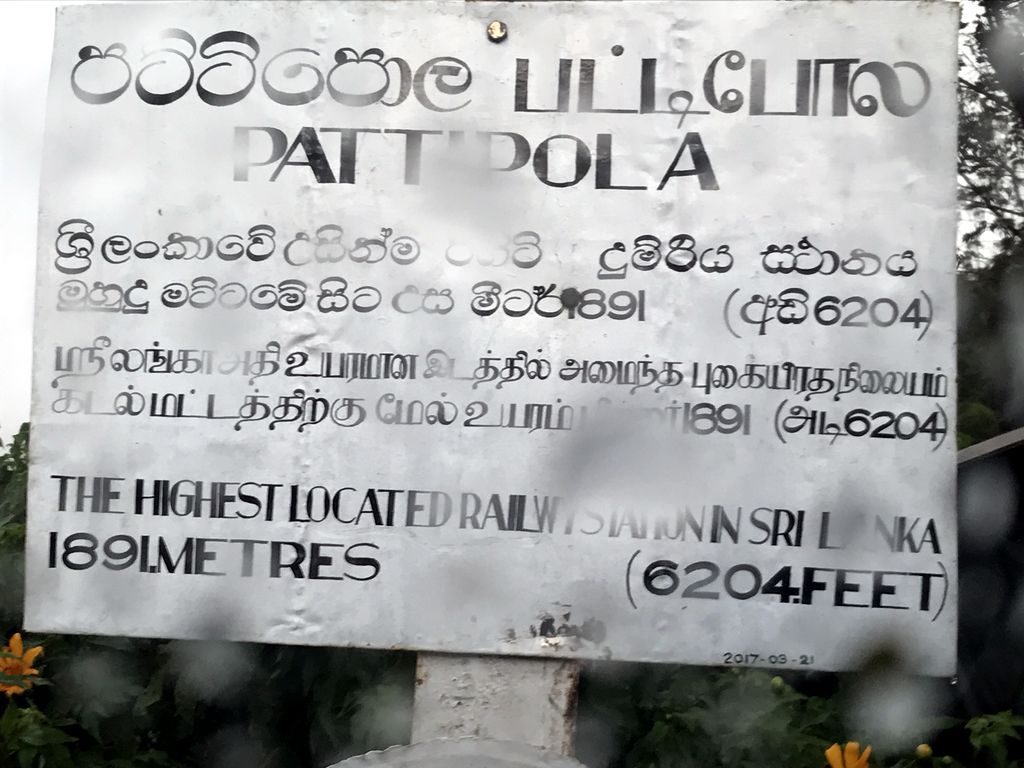 පට්ටිපොල பட்டிபோல
PATTIPOLA
ශ්‍රී ලංකාවේ උසින්ම දුම්රිය ස්ථානය
මුහුදු මට්ටමේ සිට උස මීටර් 1891 (අඩි 6204)
ஸ்ரீ லங்கா அதி உயரமான இடத்தில் அமைந்த புகையிரத நிலையம்
கடல் மட்டத்திற்கு மேல் உயரம் 1891 (அடி 6204)
THE HIGHEST LOCATED RAILWY STATION IN SRI LANKA
1891.METRES (6204.FEET)
2017-03-21